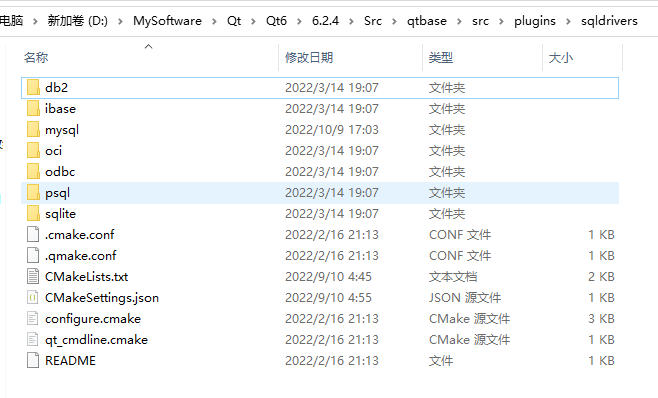 电脑 > 新加卷 (D:) > MySoftware > Qt > Qt6 > 6.2.4 > Src > qtbase > src > plugins > sqldrivers
名称 修改日期 类型 大小
db2 2022/3/14 19:07 文件夹
ibase 2022/3/14 19:07 文件夹
mysql 2022/10/9 17:03 文件夹
oci 2022/3/14 19:07 文件夹
odbc 2022/3/14 19:07 文件夹
psql 2022/3/14 19:07 文件夹
sqlite 2022/3/14 19:07 文件夹
.cmake.conf 2022/2/16 21:13 CONF 文件 1 KB
.qmake.conf 2022/2/16 21:13 CONF 文件 1 KB
CMakeLists.txt 2022/9/10 4:45 文本文档 2 KB
CMakeSettings.json 2022/9/10 4:55 JSON 源文件 1 KB
configure.cmake 2022/2/16 21:13 CMake 源文件 3 KB
qt_cmdline.cmake 2022/2/16 21:13 CMake 源文件 1 KB
README 2022/2/16 21:13 文件 1 KB